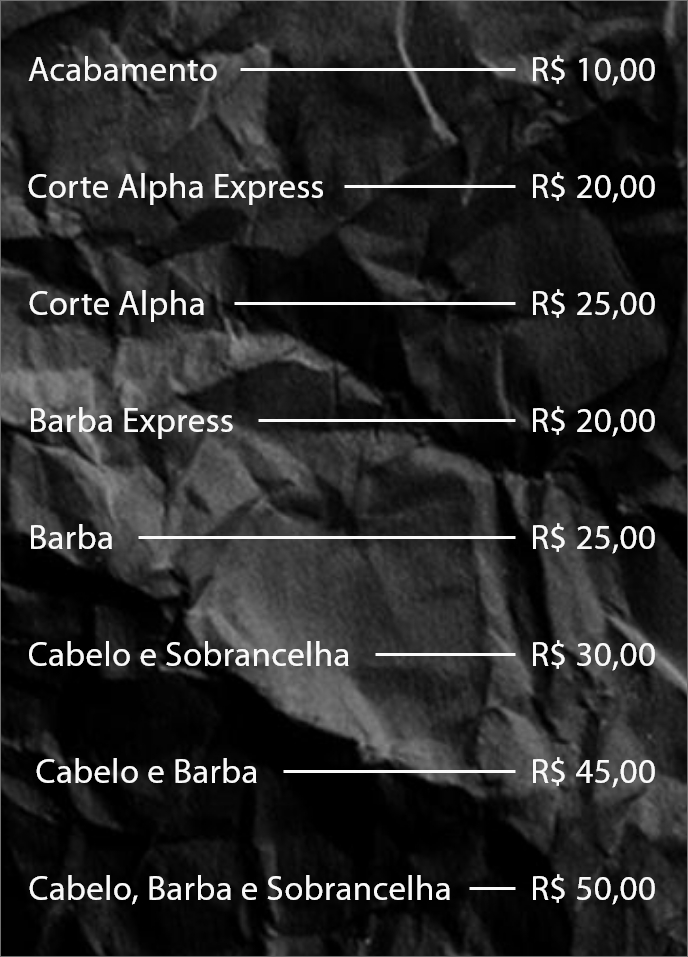 Acabamento R$ 10,00
Corte Alpha Express R$ 20,00
Corte Alpha R$ 25,00
Barba Express R$ 20,00
Barba R$ 25,00
Cabelo e Sobrancelha R$ 30,00
Cabelo e Barba R$ 45,00
Cabelo, Barba e Sobrancelha R$ 50,00